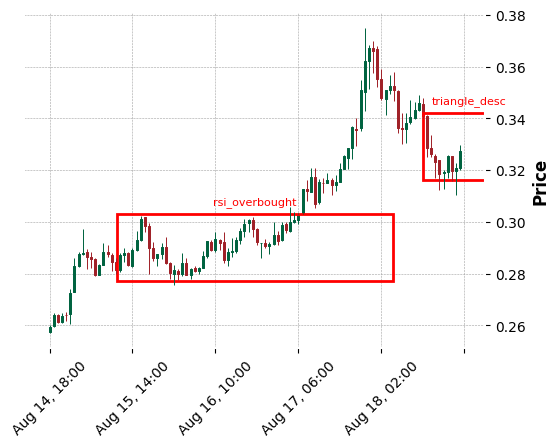 0.38
0.36
triangle_desc
0.34
0.32
Price
rsi_overbought
0.30
0.28
0.26
Aug 14, 18:00
Aug 15, 14:00
Aug 16, 10:00
Aug 17, 06:00
Aug 18, 02:00